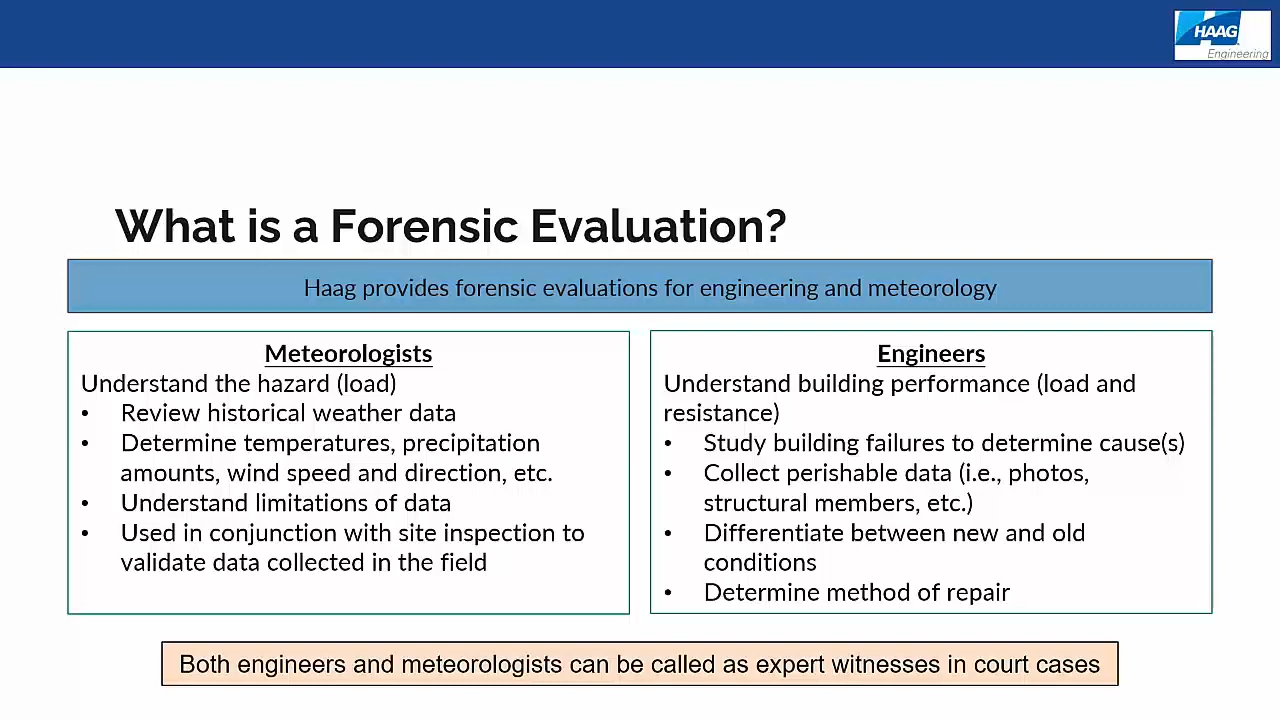 HAAG
Engineering
What is a Forensic Evaluation?
Haag provides forensic evaluations for engineering and meteorology
Meteorologists
Understand the hazard (load)
• Review historical weather data
• Determine temperatures, precipitation
amounts, wind speed and direction, etc.
• Understand limitations of data
• Used in conjunction with site inspection to
validate data collected in the field
Engineers
Understand building performance (load and
resistance)
• Study building failures to determine cause(s)
• Collect perishable data (i.e., photos,
structural members, etc.)
• Differentiate between new and old
conditions
• Determine method of repair
Both engineers and meteorologists can be called as expert witnesses in court cases